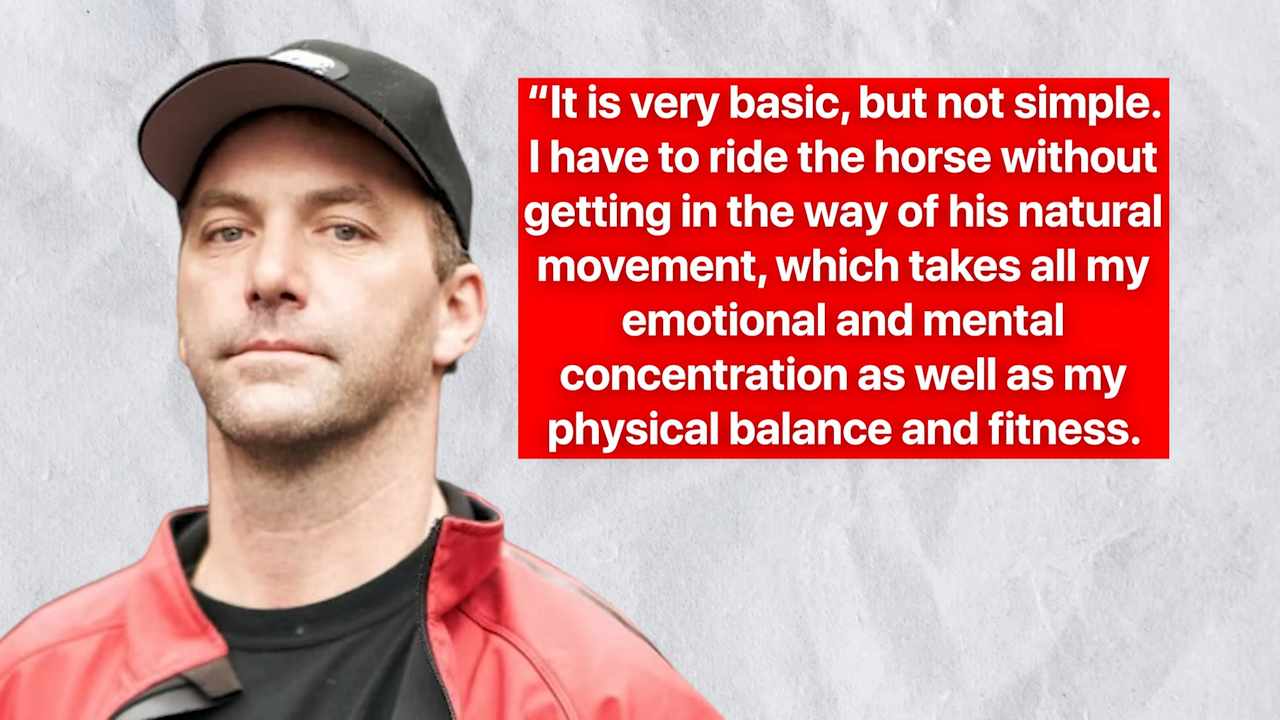 “It is very basic, but not simple.
I have to ride the horse without
getting in the way of his natural
movement, which takes all my
emotional and mental
concentration as well as my
physical balance and fitness.